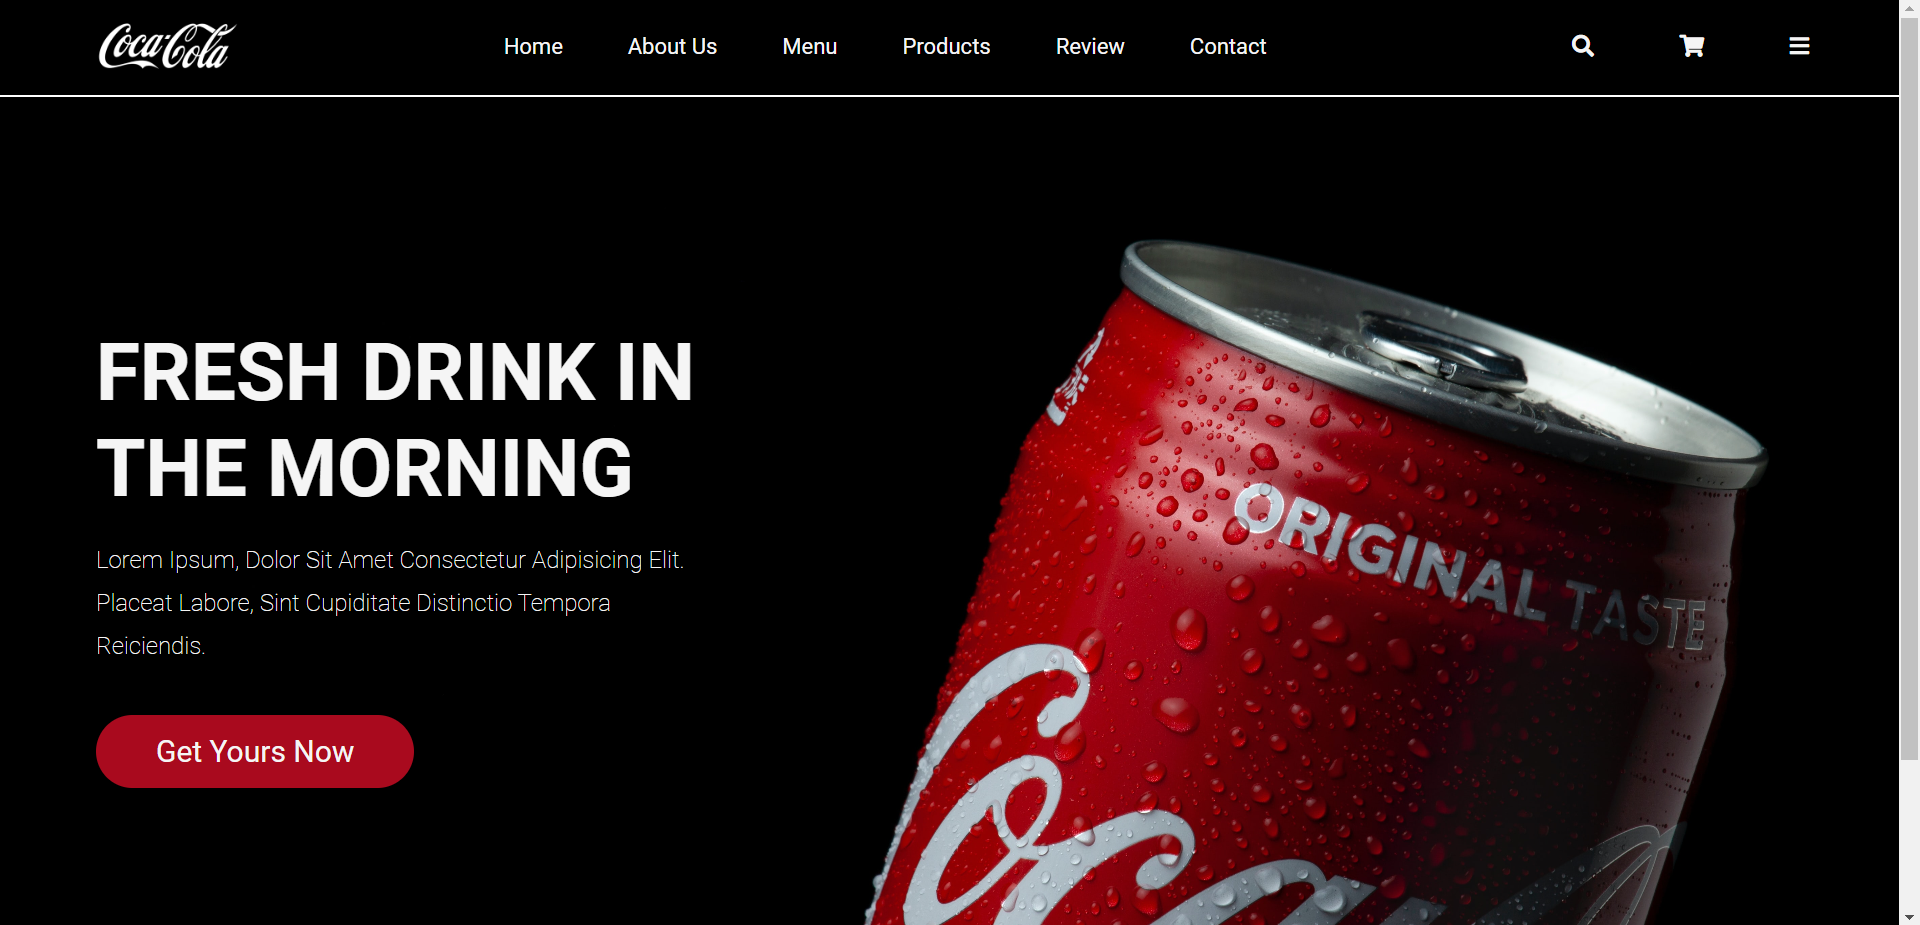 Coca-Cola
Home
About Us
Menu
Products
Review
Contact
FRESH DRINK IN
THE MORNING
Lorem Ipsum, Dolor Sit Amet Consectetur Adipisicing Elit.
Placeat Labore, Sint Cupiditate Distinctio Tempora
Reiciendis.
Get Yours Now
ORIGINAL TASTE